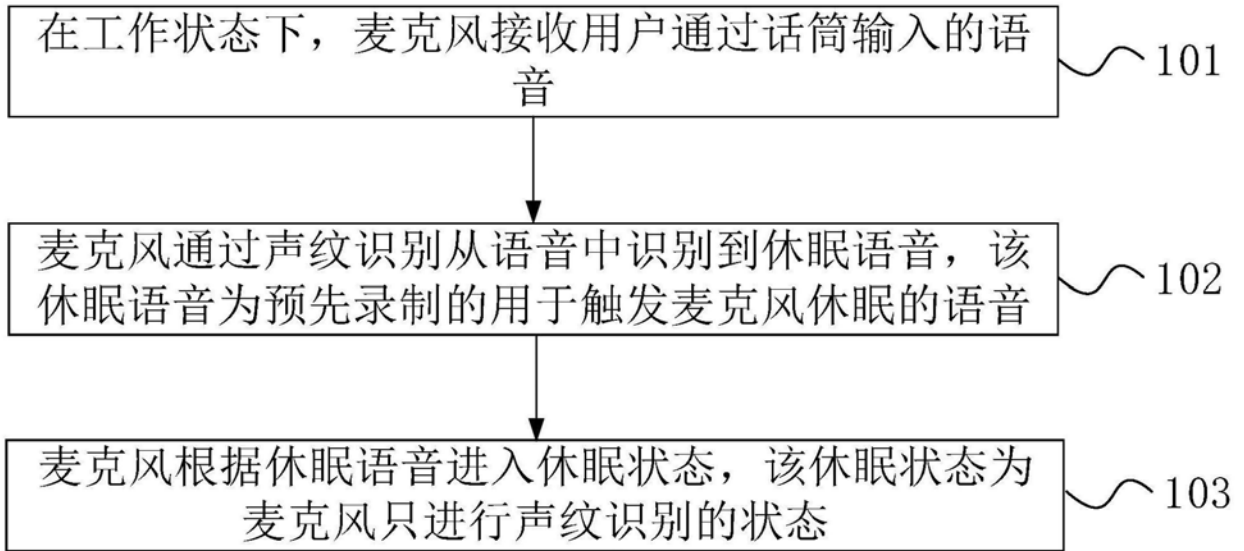 在工作状态下，麦克风接收用户通过话筒输入的语
音
101
麦克风通过声纹识别从语音中识别到休眠语音，该
休眠语音为预先录制的用于触发麦克风休眠的语音
102
麦克风根据休眠语音进入休眠状态，该休眠状态为
麦克风只进行声纹识别的状态
103